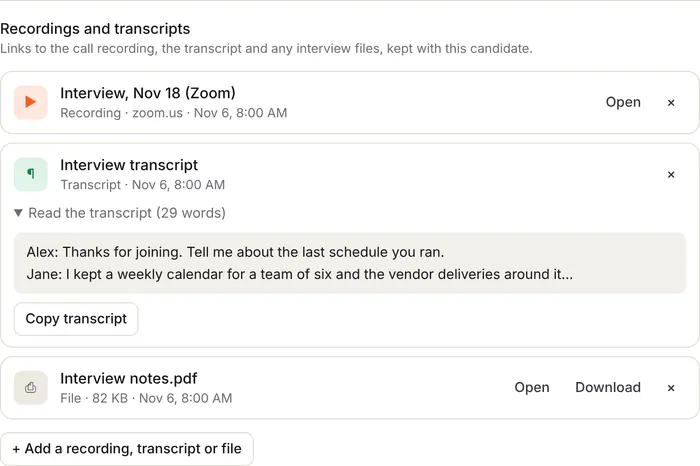 Recordings and transcripts
Links to the call recording, the transcript and any interview files, kept with this candidate.
Interview, Nov 18 (Zoom)
Recording · zoom.us · Nov 6, 8:00 AM
Open ×
¶ Interview transcript
Transcript · Nov 6, 8:00 AM
×
▼ Read the transcript (29 words)
Alex: Thanks for joining. Tell me about the last schedule you ran.
Jane: I kept a weekly calendar for a team of six and the vendor deliveries around it...
Copy transcript
Interview notes.pdf
File · 82 KB · Nov 6, 8:00 AM
Open Download ×
+ Add a recording, transcript or file